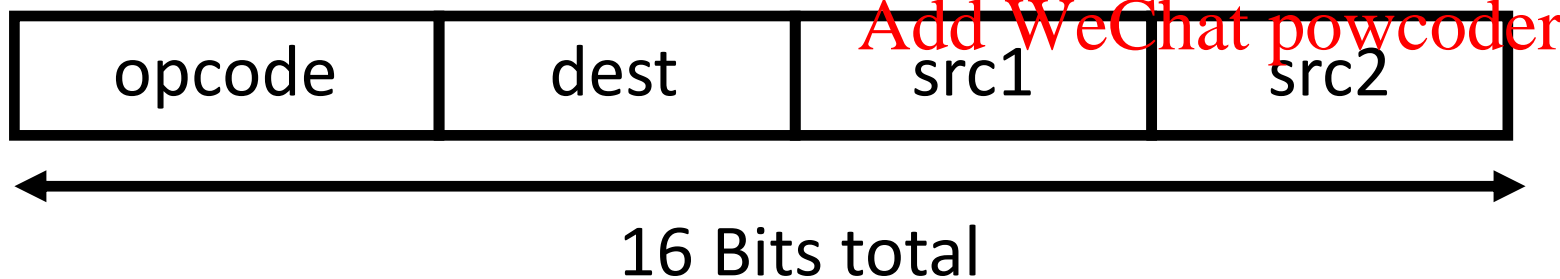 Add WeChat powcoder
opcode dest src1 src2
16 Bits total